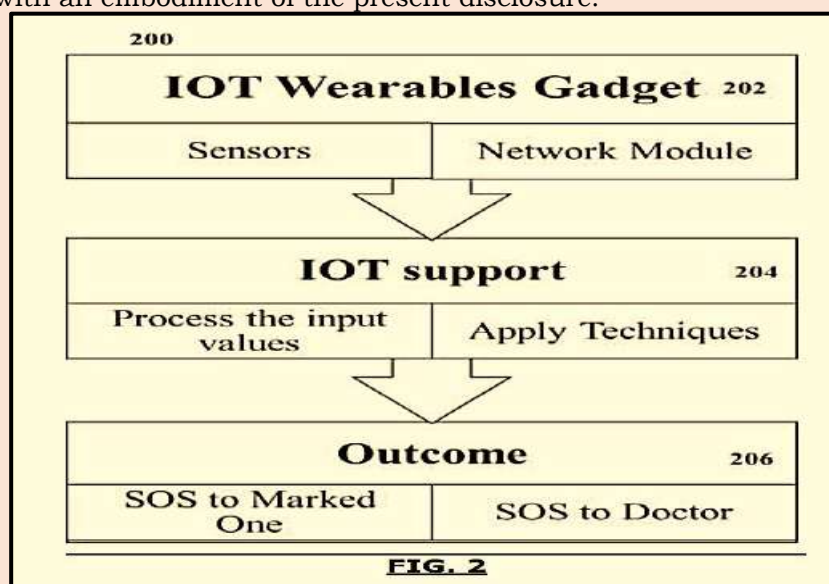 with an embodiment of the present disclosure.
200
IOT Wearables Gadget 202
Sensors Network Module
IOT support 204
Process the input
values
Apply Techniques
Outcome 206
SOS to Marked
One
SOS to Doctor
FIG. 2